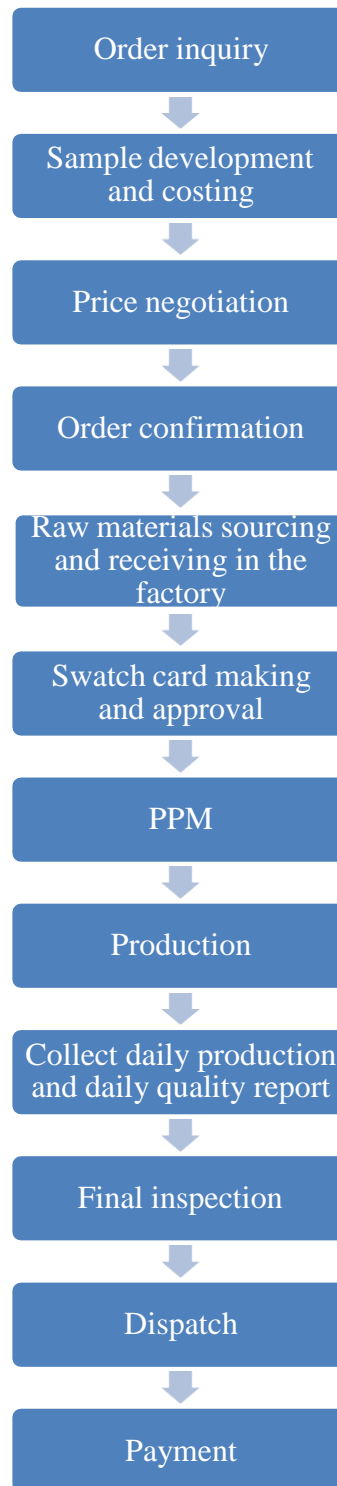 Order inquiry
Sample development
and costing
Price negotiation
Order confirmation
Raw materials sourcing
and receiving in the
factory
Swatch card making
and approval
PPM
Production
Collect daily production
and daily quality report
Final inspection
Dispatch
Payment